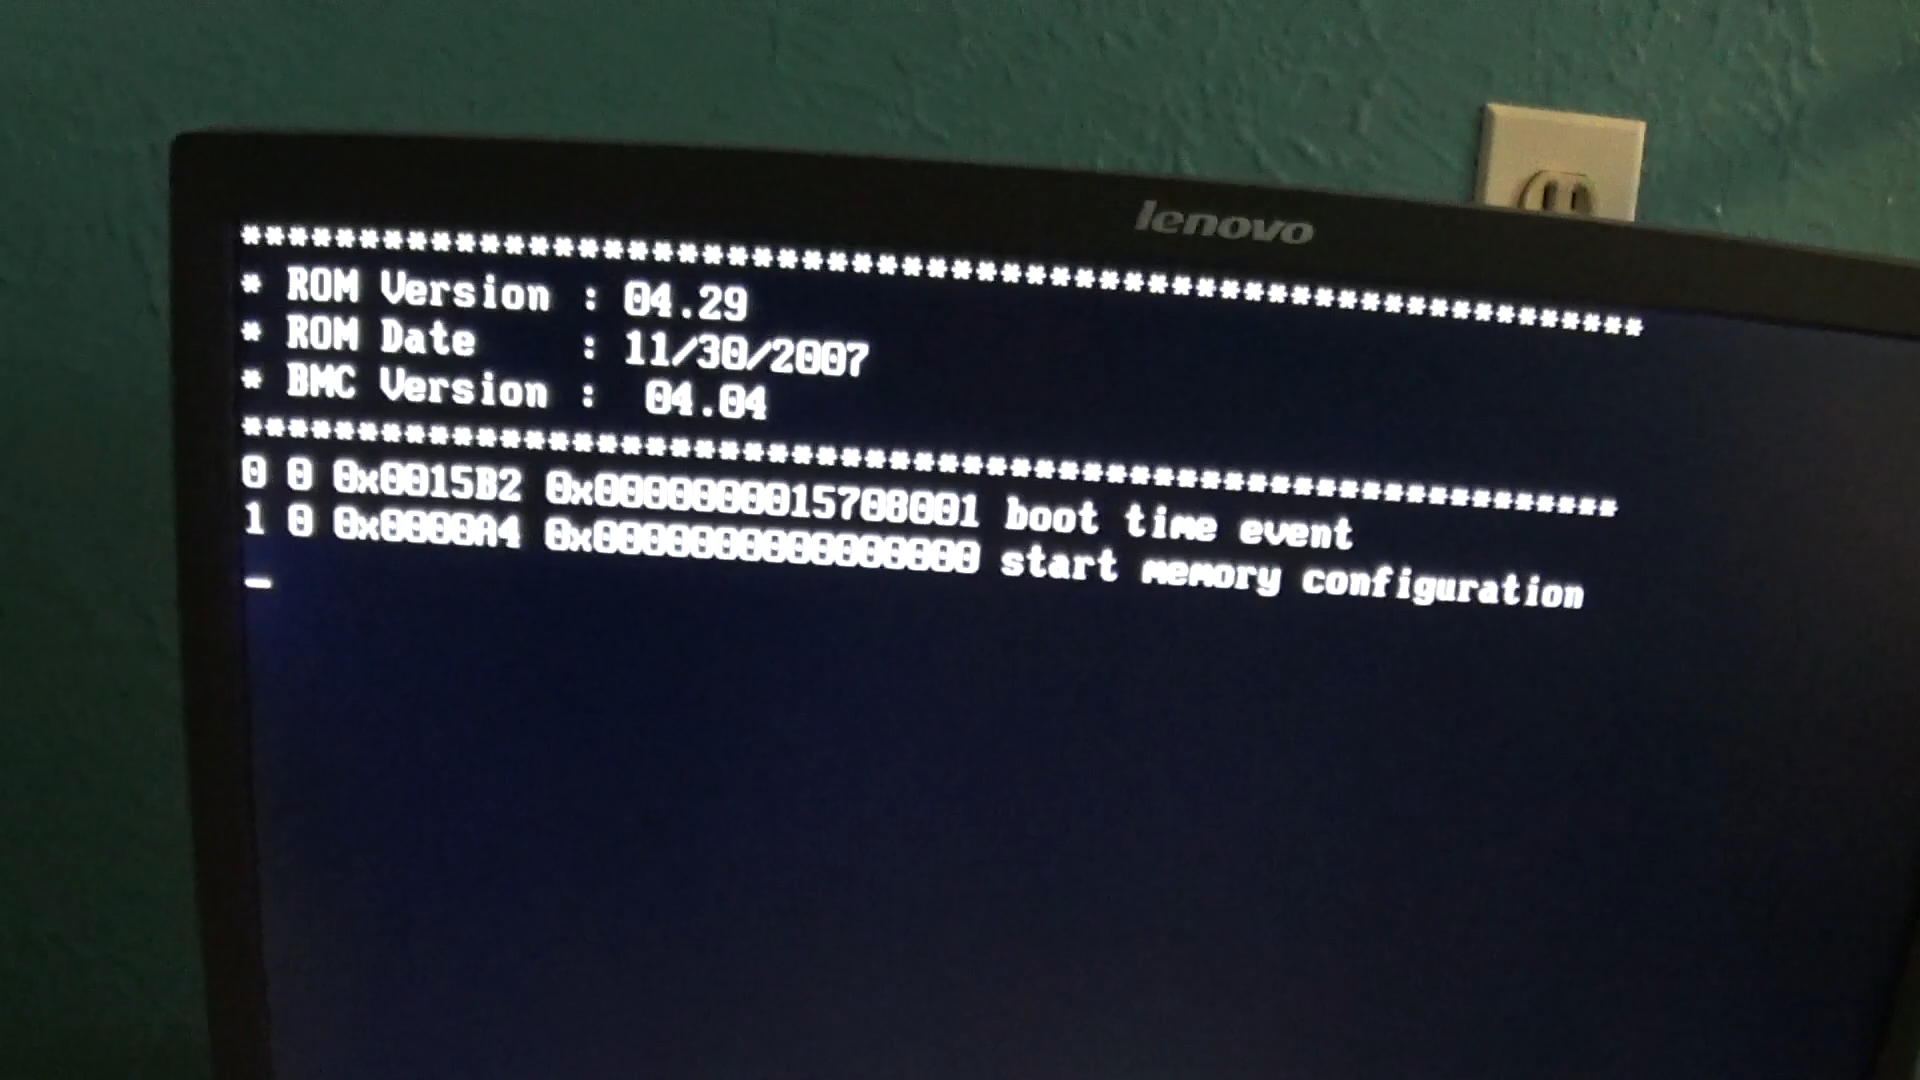 lenovo
***********************************************************
* ROM Version : 04.29
* ROM Date    : 11/30/2007
* BMC Version :  04.04
***********************************************************
0 0 0x0015B2 0x0000000015708001 boot time event
1 0 0x0000A4 0x0000000000000000 start memory configuration
_